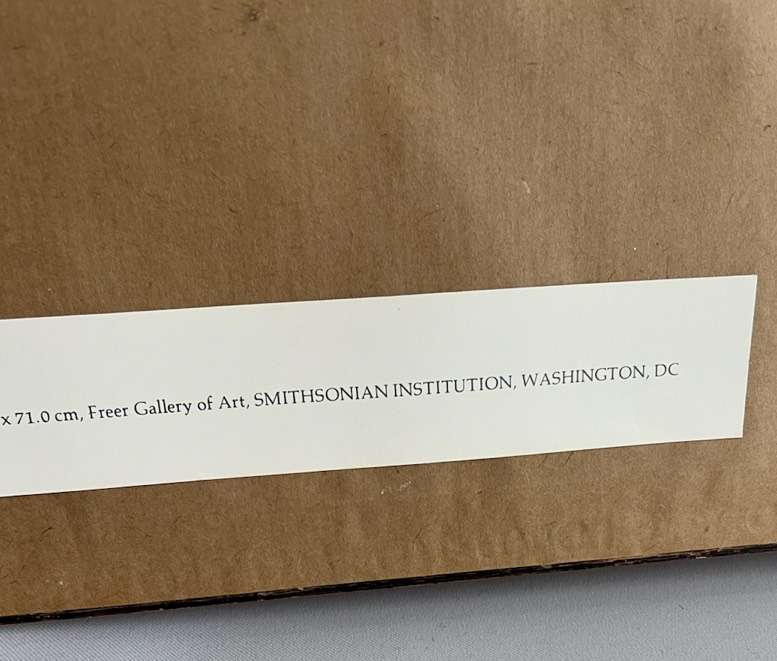 x 71.0 cm, Freer Gallery of Art, SMITHSONIAN INSTITUTION, WASHINGTON, DC